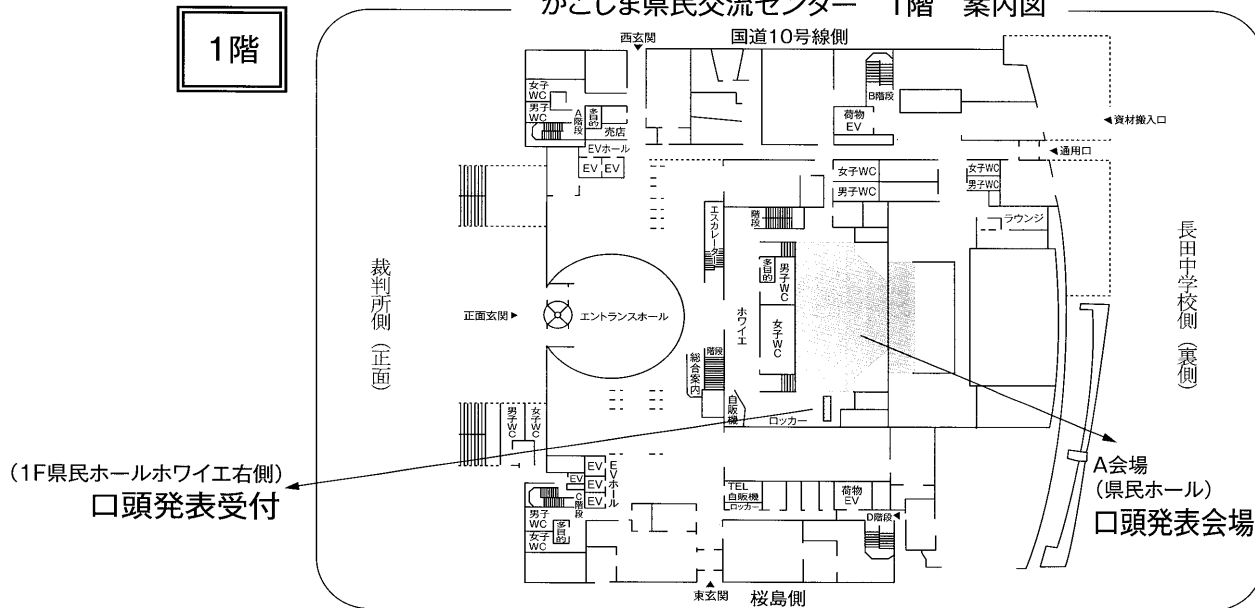 かごしま県民交流センター 1階 案内図
1階
国道10号線側
西玄関
女子WC
男子WC
A階段
多目的
売店
EVホール
EV EV
B階段
荷物EV
資材搬入口
通用口
女子WC
男子WC
女子WC
男子WC
ラウンジ
エスカレーター
階段
多目的
男子WC
女子WC
ホワイエ
裁判所側(正面)
正面玄関
エントランスホール
長田中学校側(裏側)
総合案内
階段
自販機
ロッカー
男子WC
女子WC
(1F県民ホールホワイエ右側)
口頭発表受付
A会場
(県民ホール)
口頭発表会場
EV
EV
EV
EV
EVホール
C階段
男子WC
女子WC
多目的
TEL
自販機
ロッカー
荷物EV
D階段
東玄関
桜島側